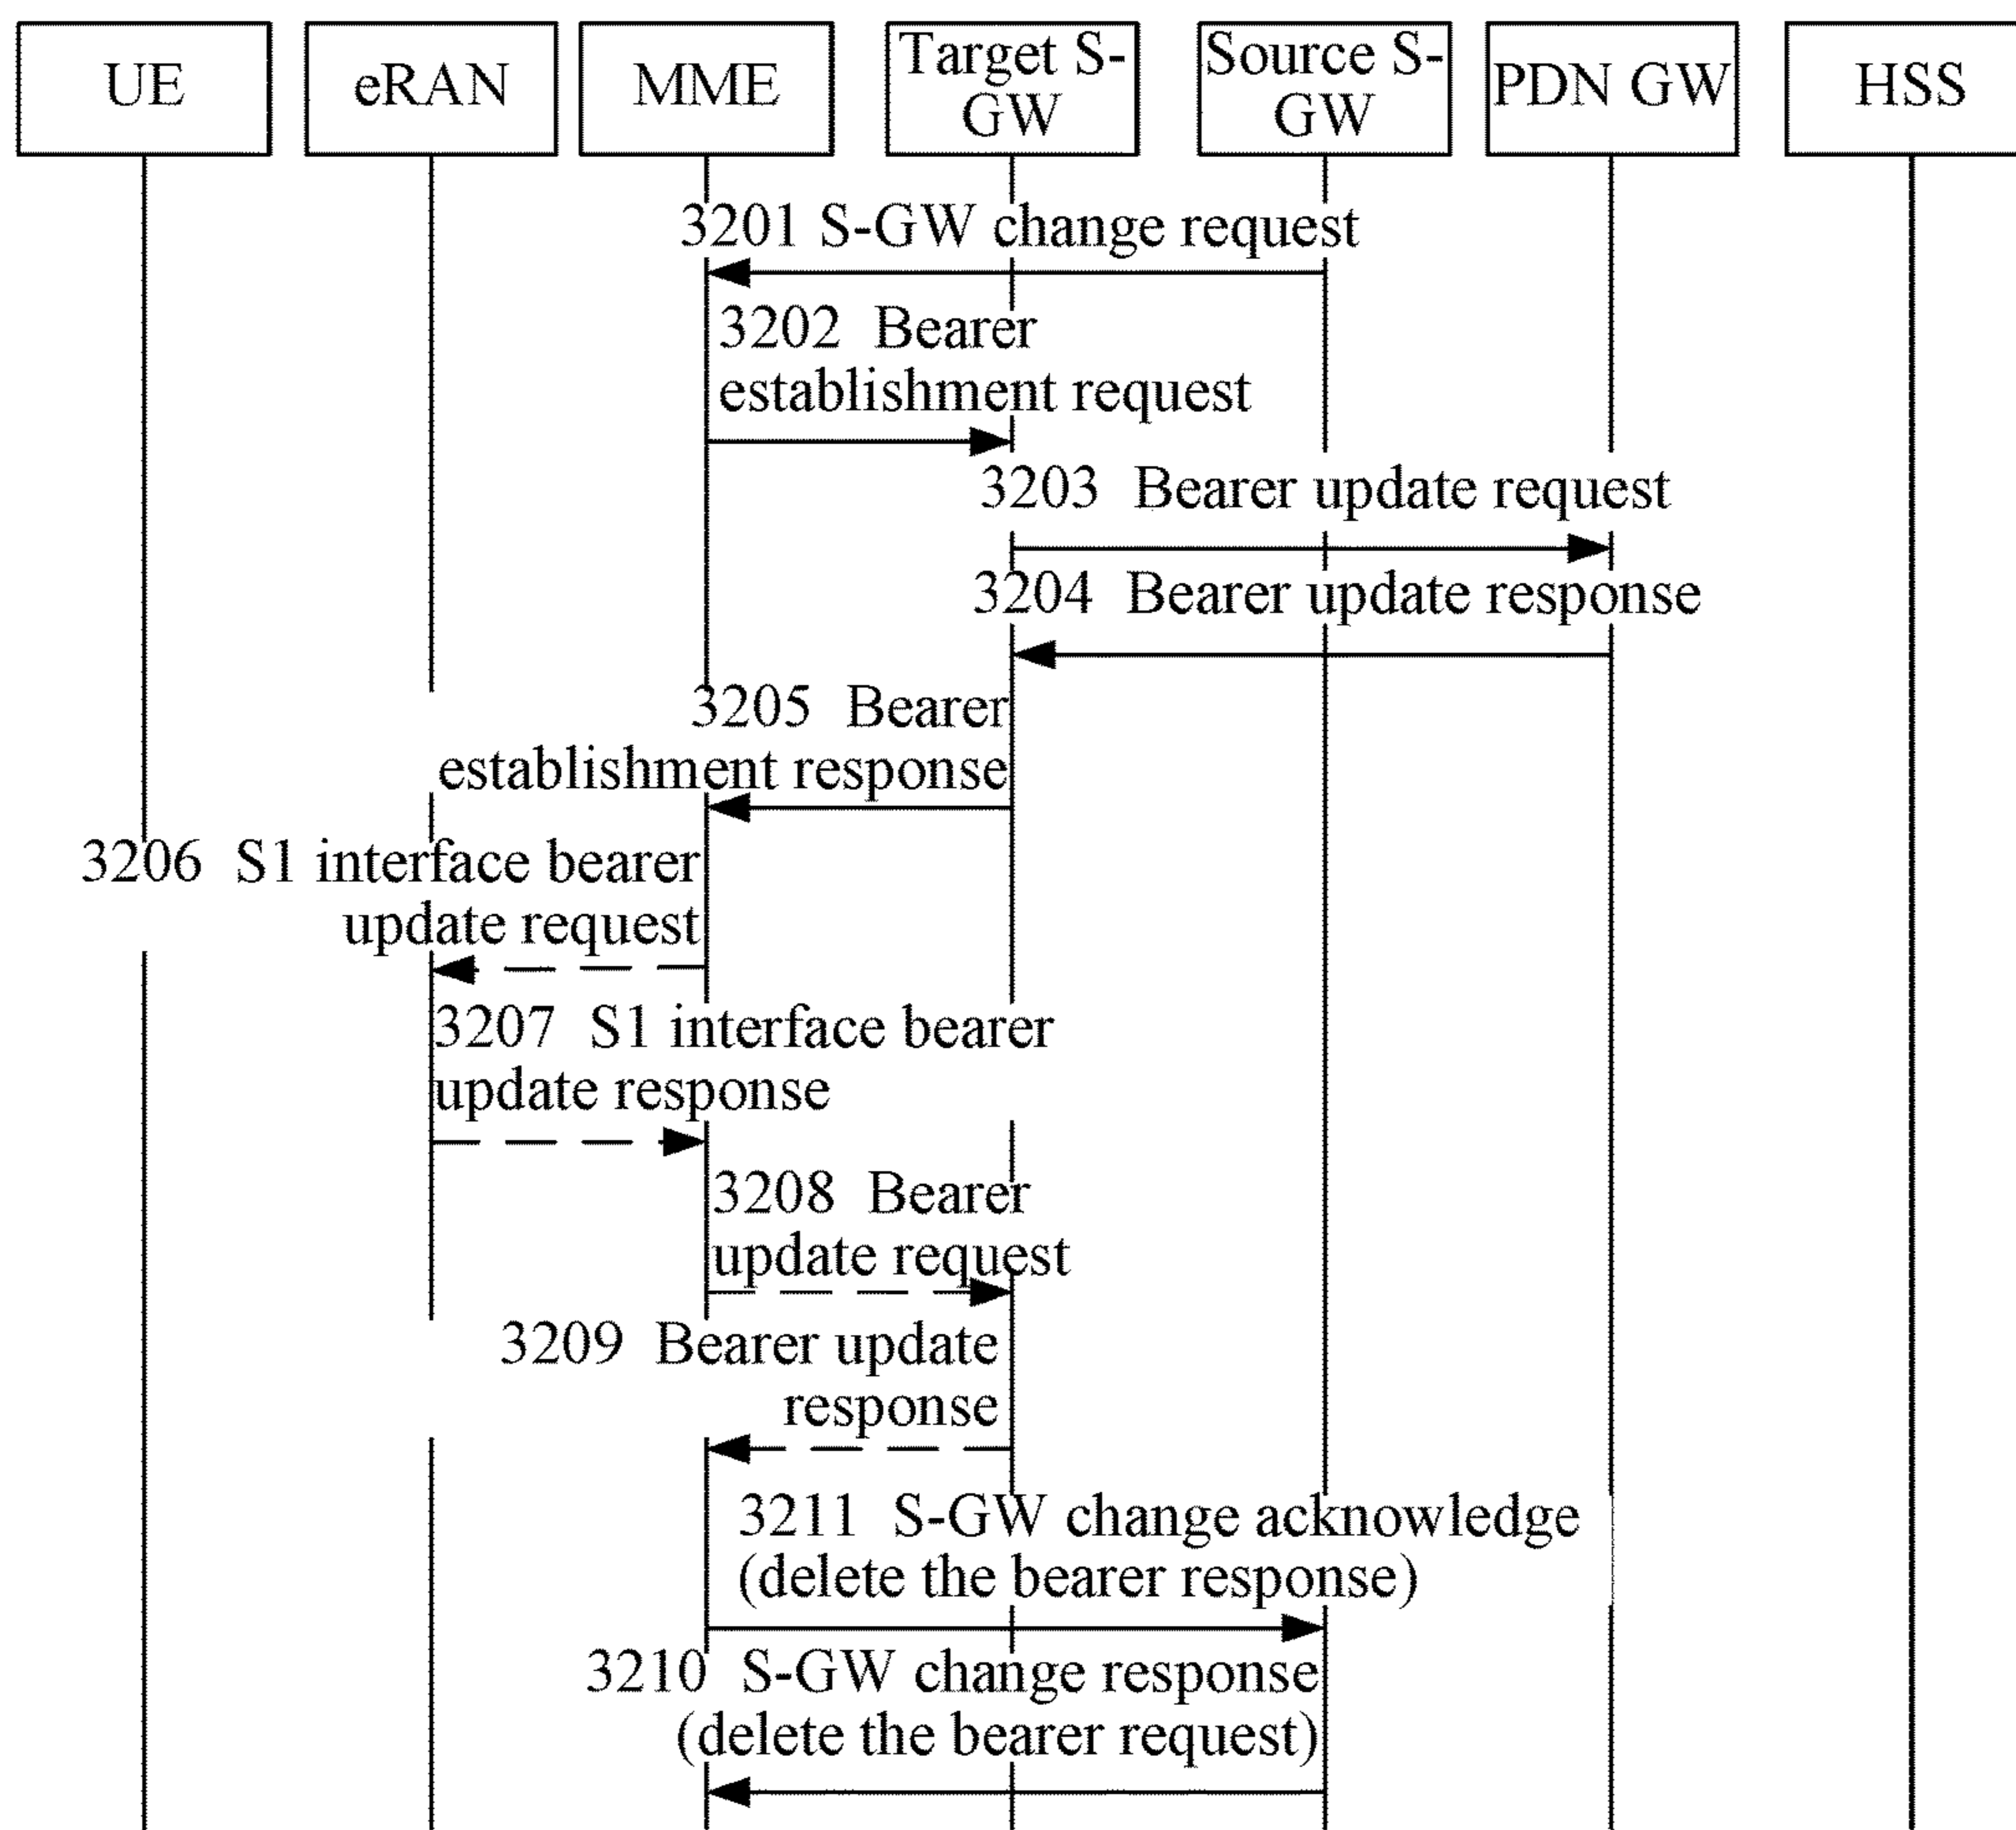 UE
eRAN
MME
Target S-
GW
Source S-
GW
PDN GW
HSS
3201 S-GW change request
3202 Bearer
establishment request
3203 Bearer update request
3204 Bearer update response
3205 Bearer
establishment response
3206 S1 interface bearer
update request
3207 S1 interface bearer
update response
3208 Bearer
update request
3209 Bearer update
response
3211 S-GW change acknowledge
(delete the bearer response)
3210 S-GW change response
(delete the bearer request)